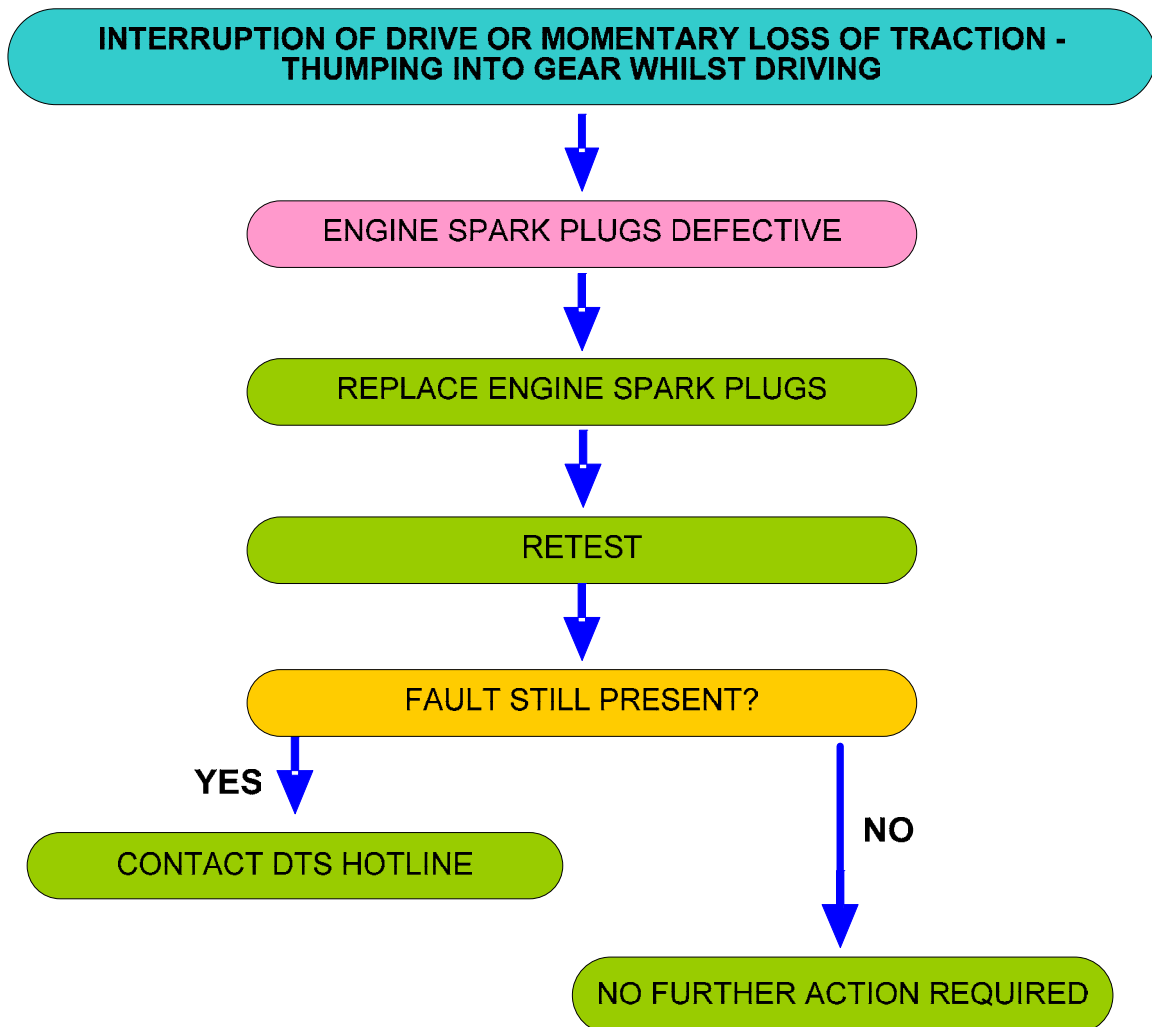 INTERRUPTION OF DRIVE OR MOMENTARY LOSS OF TRACTION -
THUMPING INTO GEAR WHILST DRIVING
ENGINE SPARK PLUGS DEFECTIVE
REPLACE ENGINE SPARK PLUGS
RETEST
FAULT STILL PRESENT?
YES
NO
CONTACT DTS HOTLINE
NO FURTHER ACTION REQUIRED